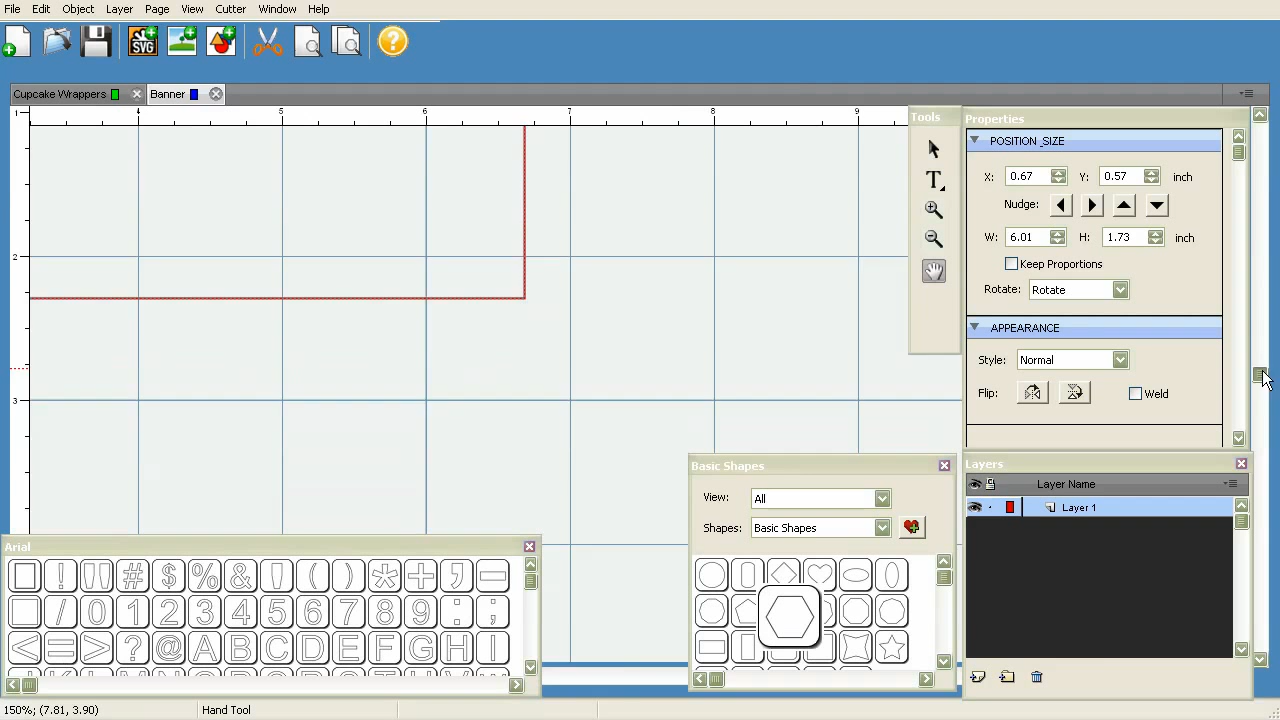 File Edit Object Layer Page View Cutter Window Help
SVG
Cupcake Wrappers Banner
1 4 5 6 7 8 9
2
3
Tools
T
Properties
POSITION _SIZE
X: 0.67 Y: 0.57 inch
Nudge:
W: 6.01 H: 1.73 inch
Keep Proportions
Rotate: Rotate
APPEARANCE
Style: Normal
Flip: Weld
Basic Shapes
View: All
Shapes: Basic Shapes
Layers
Layer Name
Layer 1
Arial
! " # $ % & ' ( ) * + , -
/ 0 1 2 3 4 5 6 7 8 9 : ;
< = > ? @ A B C D E F G H I
150%; (7.81, 3.90) Hand Tool